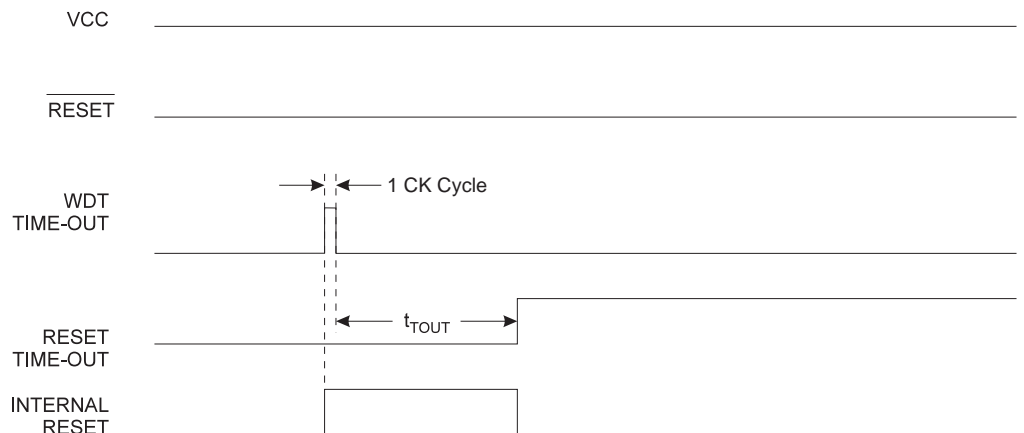 VCC
RESET
1 CK Cycle
WDT
TIME-OUT
tTOUT
RESET
TIME-OUT
INTERNAL
RESET